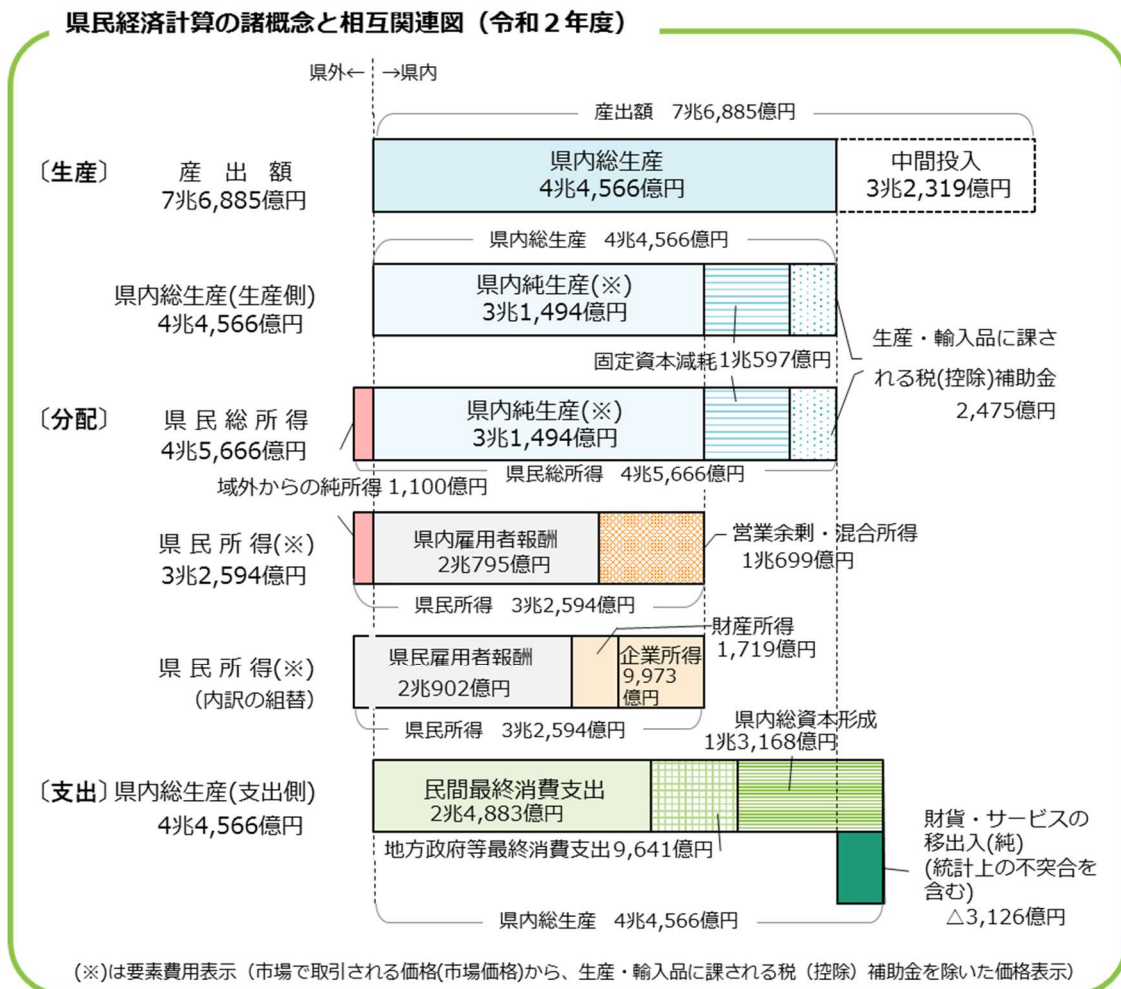 県民経済計算の諸概念と相互関連図（令和２年度）
県外← →県内
産出額 7兆6,885億円
〔生産〕
産 出 額
7兆6,885億円
県内総生産
4兆4,566億円
中間投入
3兆2,319億円
県内総生産 4兆4,566億円
県内総生産(生産側)
4兆4,566億円
県内純生産(※)
3兆1,494億円
生産・輸入品に課さ
れる税(控除)補助金
2,475億円
固定資本減耗1兆597億円
〔分配〕
県 民 総 所 得
4兆5,666億円
県内純生産(※)
3兆1,494億円
県民総所得 4兆5,666億円
域外からの純所得 1,100億円
県 民 所 得(※)
3兆2,594億円
県内雇用者報酬
2兆795億円
営業余剰・混合所得
1兆699億円
県民所得 3兆2,594億円
県 民 所 得(※)
(内訳の組替)
県民雇用者報酬
2兆902億円
財産所得
1,719億円
企業所得
9,973
億円
県民所得 3兆2,594億円
県内総資本形成
1兆3,168億円
〔支出〕
県内総生産(支出側)
4兆4,566億円
民間最終消費支出
2兆4,883億円
地方政府等最終消費支出9,641億円
財貨・サービスの
移出入(純)
(統計上の不突合を
含む)
△3,126億円
県内総生産 4兆4,566億円
(※)は要素費用表示（市場で取引される価格(市場価格)から、生産・輸入品に課される税（控除）補助金を除いた価格表示）